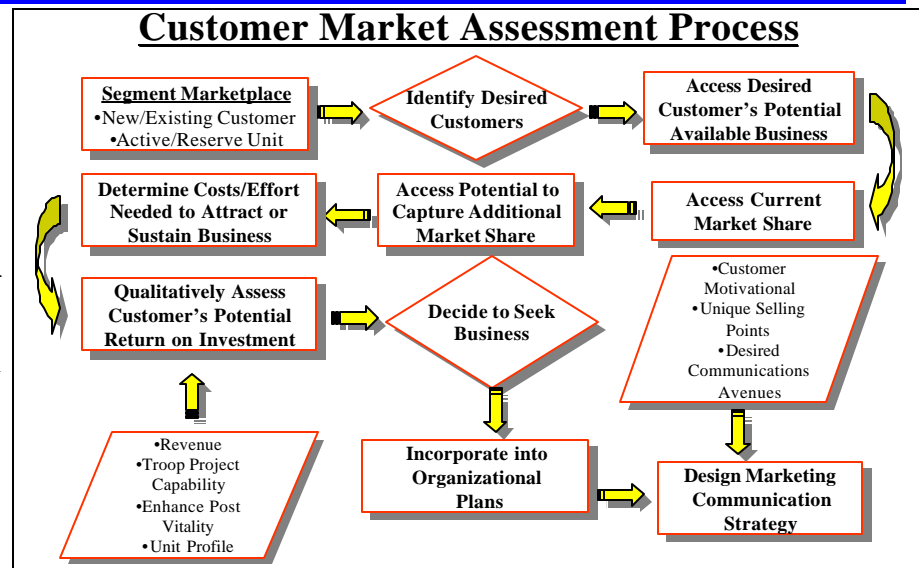 Customer Market Assessment Process
Segment Marketplace
•New/Existing Customer
•Active/Reserve Unit
Identify Desired
Customers
Access Desired
Customer's Potential
Available Business
Determine Costs/Effort
Needed to Attract or
Sustain Business
Access Potential to
Capture Additional
Market Share
Access Current
Market Share
Qualitatively Assess
Customer's Potential
Return on Investment
Decide to Seek
Business
•Customer
Motivational
•Unique Selling
Points
•Desired
Communications
Avenues
•Revenue
•Troop Project
Capability
•Enhance Post
Vitality
•Unit Profile
Incorporate into
Organizational
Plans
Design Marketing
Communication
Strategy